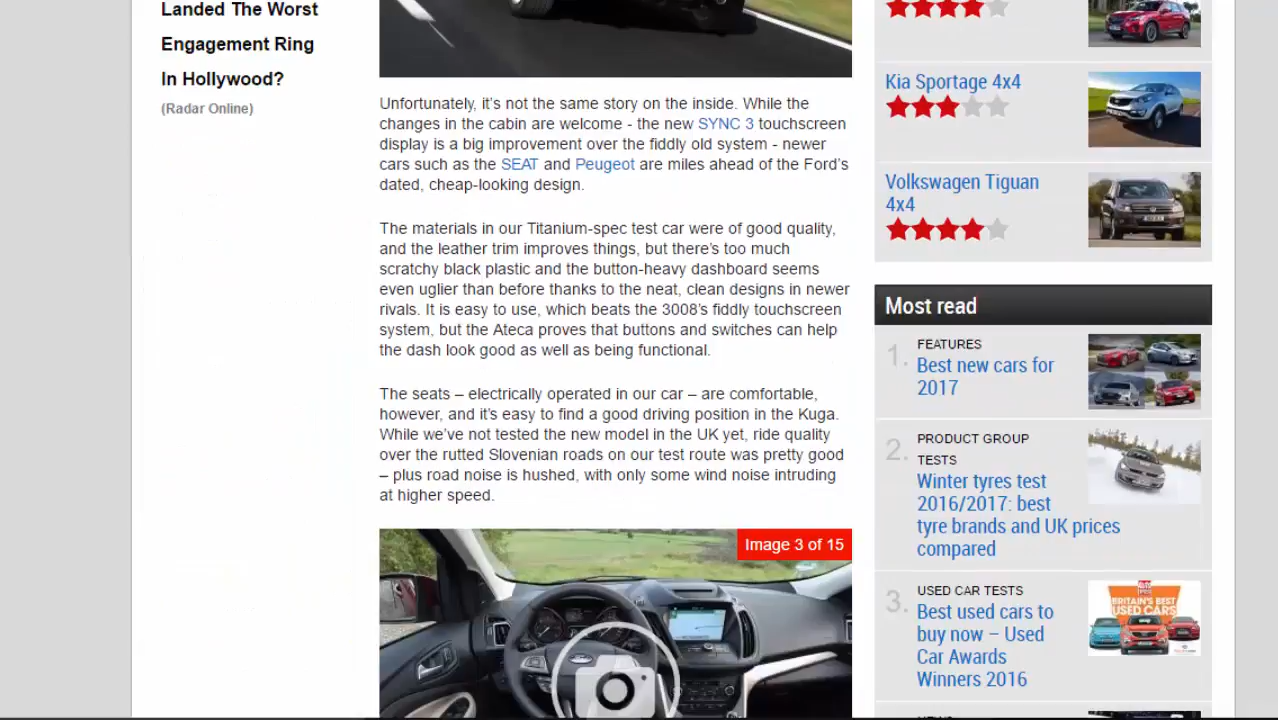 Landed The Worst
Engagement Ring
In Hollywood?
(Radar Online)
Unfortunately, it’s not the same story on the inside. While the
changes in the cabin are welcome - the new SYNC 3 touchscreen
display is a big improvement over the fiddly old system - newer
cars such as the SEAT and Peugeot are miles ahead of the Ford’s
dated, cheap-looking design.
The materials in our Titanium-spec test car were of good quality,
and the leather trim improves things, but there’s too much
scratchy black plastic and the button-heavy dashboard seems
even uglier than before thanks to the neat, clean designs in newer
rivals. It is easy to use, which beats the 3008’s fiddly touchscreen
system, but the Ateca proves that buttons and switches can help
the dash look good as well as being functional.
The seats – electrically operated in our car – are comfortable,
however, and it’s easy to find a good driving position in the Kuga.
While we’ve not tested the new model in the UK yet, ride quality
over the rutted Slovenian roads on our test route was pretty good
– plus road noise is hushed, with only some wind noise intruding
at higher speed.
Image 3 of 15
Kia Sportage 4x4
Volkswagen Tiguan
4x4
Most read
1.
FEATURES
Best new cars for
2017
2.
PRODUCT GROUP
TESTS
Winter tyres test
2016/2017: best
tyre brands and UK prices
compared
3.
USED CAR TESTS
Best used cars to
buy now – Used
Car Awards
Winners 2016
BRITAIN'S BEST
USED CARS